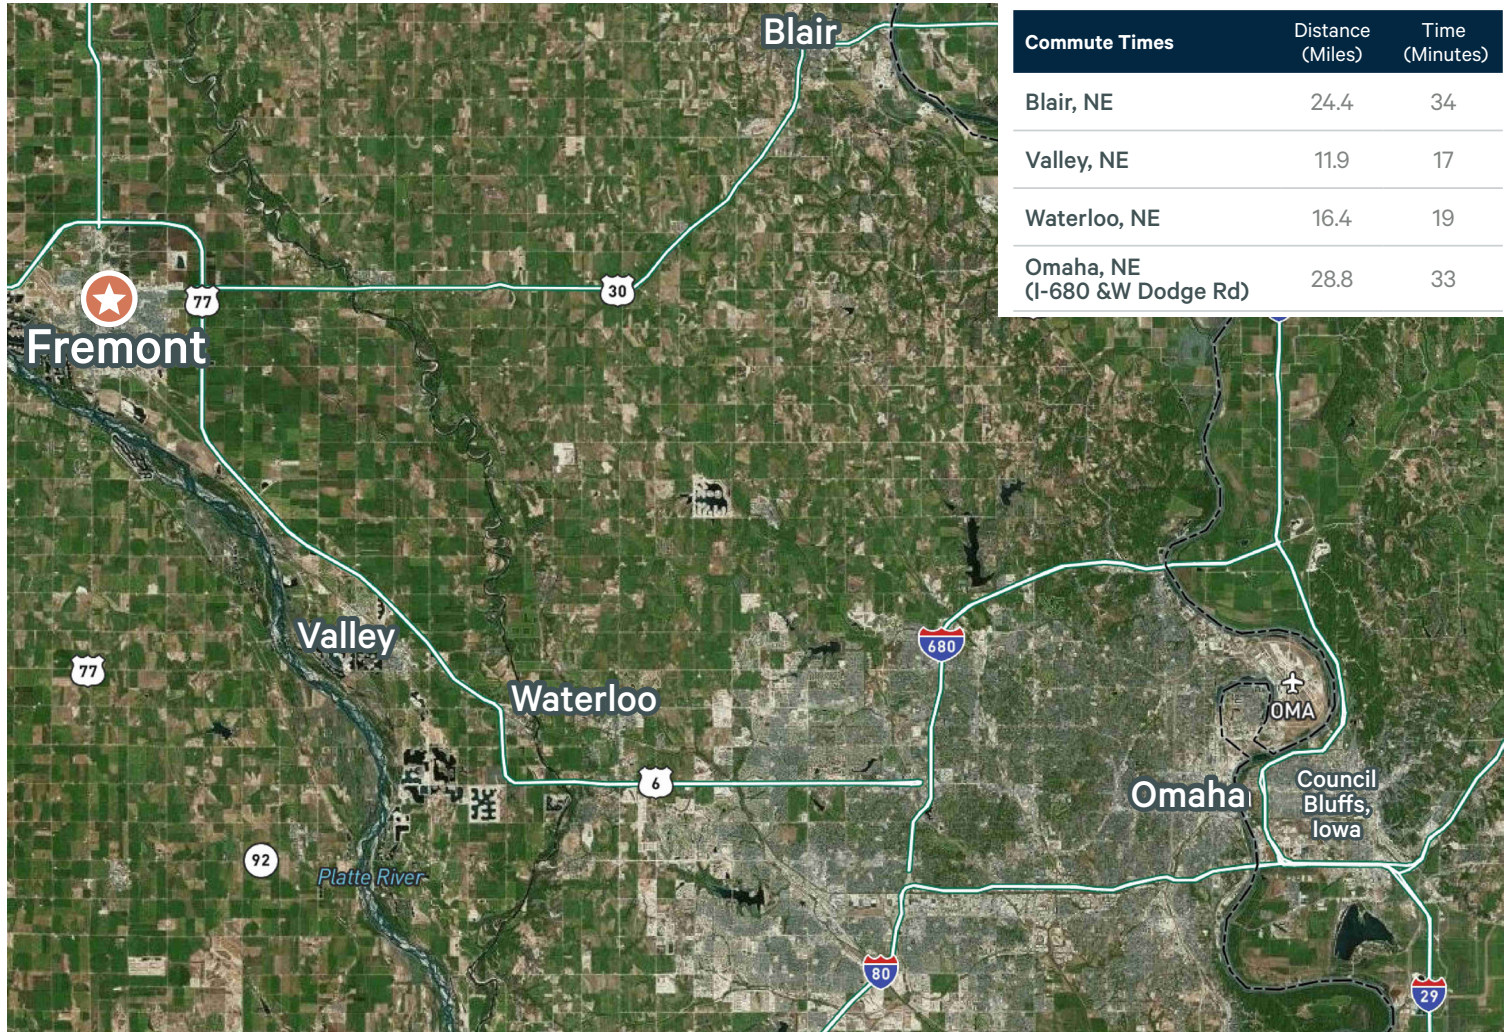 Blair
Commute Times
Distance
(Miles)
Time
(Minutes)
Blair, NE 24.4 34
Valley, NE 11.9 17
Waterloo, NE 16.4 19
Omaha, NE
(I-680 &W Dodge Rd) 28.8 33
77
30
Fremont
680
Valley
77
Waterloo
OMA
6
Omaha
Council
Bluffs,
Iowa
92
Platte River
80
29